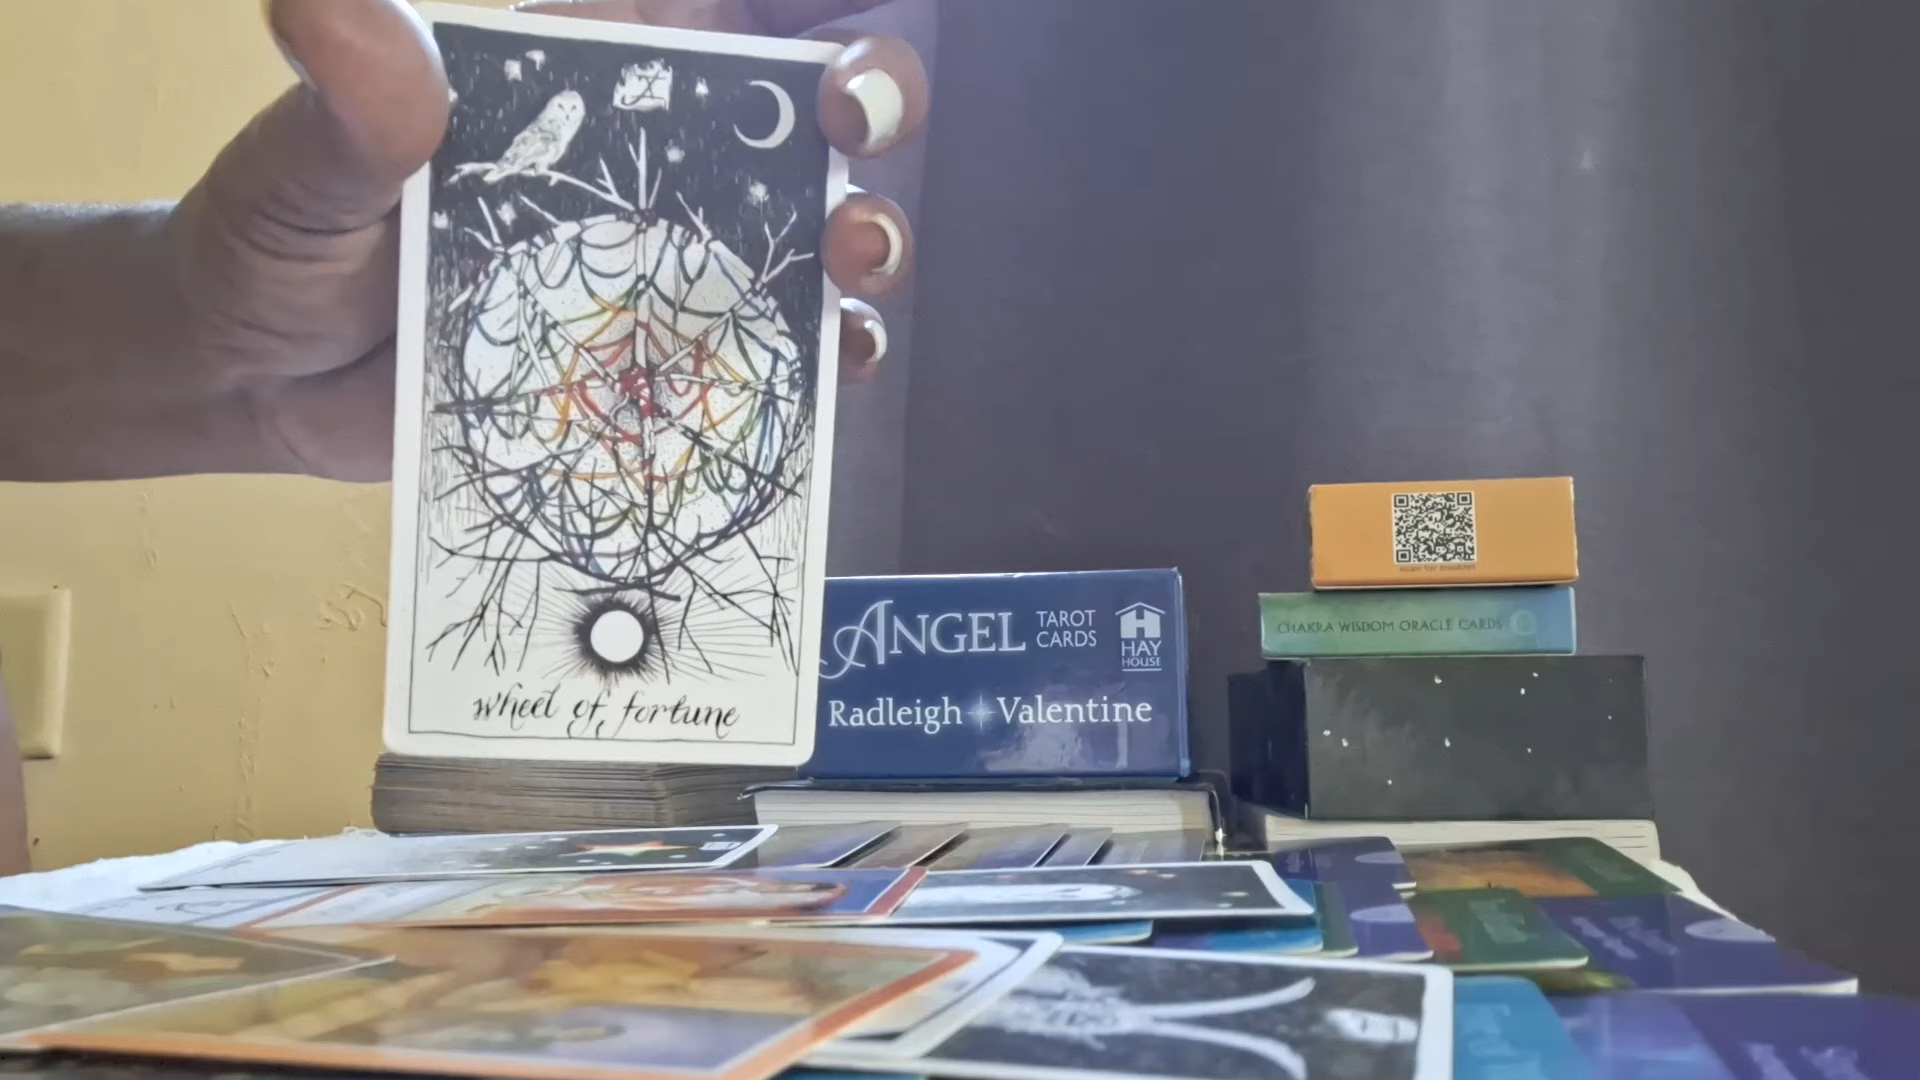 X
wheel of fortune
ANGEL TAROT CARDS
HAY HOUSE
Radleigh Valentine
CHAKRA WISDOM ORACLE CARDS